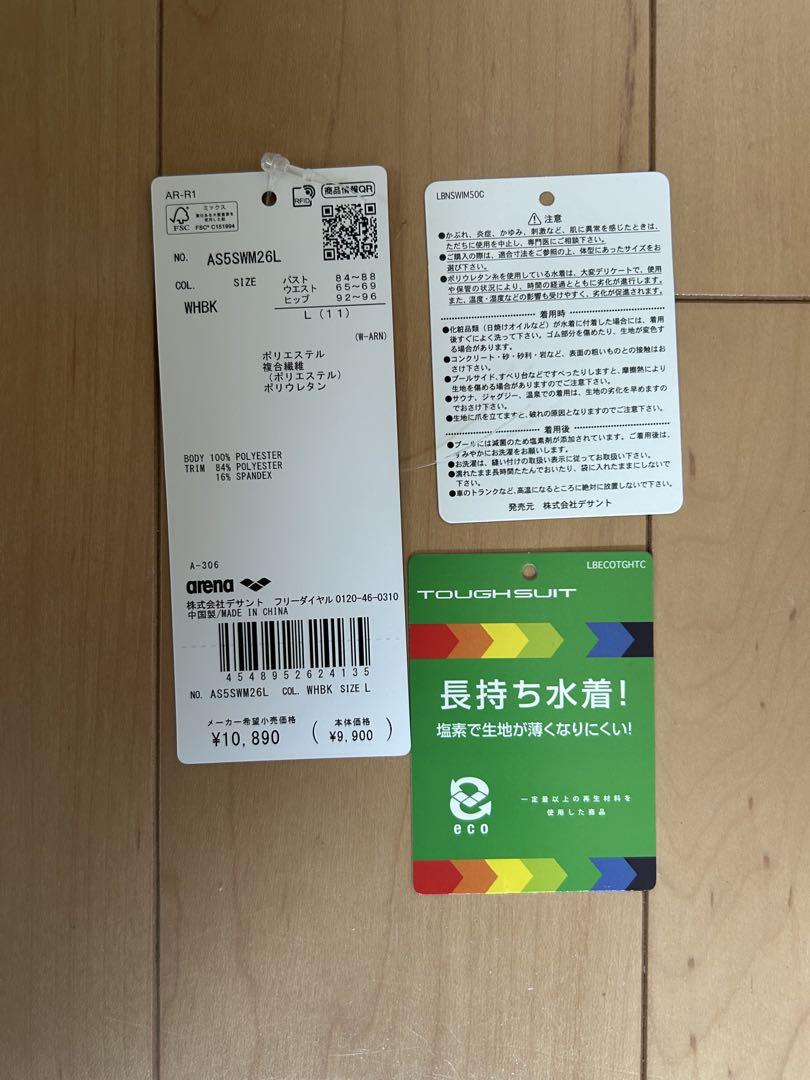 AR-R1
RFID
商品情報QR
FSC
ミックス
責任ある木質資源を
使用した紙
FSC® C151994
NO. AS5SWM26L
COL. SIZE
バスト 84~88
ウエスト 65~69
ヒップ 92~96
WHBK
L(11)
(W-ARN)
ポリエステル
複合繊維
(ポリエステル)
ポリウレタン
BODY 100% POLYESTER
TRIM 84% POLYESTER
16% SPANDEX
A-306
arena
株式会社デサント フリーダイヤル 0120-46-0310
中国製/MADE IN CHINA
4548952624135
NO. AS5SWM26L COL. WHBK SIZE L
メーカー希望小売価格
¥10,890
(本体価格
¥9,900)
LBNSWIMSOC
注意
●かぶれ、炎症、かゆみ、刺激など、肌に異常を感じたときは、
ただちに使用を中止し、専門医にご相談下さい。
●ご購入の際は、適合寸法をご参照の上、体型にあったサイズをお
選び下さい。
●ポリウレタン糸を使用している水着は、大変デリケートで、使用
や保管の状況により、時間の経過とともに劣化が進行します。
また、温度・湿度などの影響も受けやすく、劣化が促進されます。
着用時
●化粧品類(日焼けオイルなど)が水着に付着した場合には、着用
後すぐによく洗って下さい。ゴム部分を傷めたり、生地が変色す
る場合があります。
●コンクリート・砂・砂利・岩など、表面の粗いものとの接触はお
さけ下さい。
●プールサイド、すべり台などですべったりしますと、摩擦熱により
生地を傷める場合がありますのでご注意下さい。
●サウナ、ジャグジー、温泉での着用は、生地の劣化を早めますの
でおさけ下さい。
●生地に爪を立てますと、破れの原因となりますのでご注意下さい。
着用後
●プールには滅菌のため塩素剤が添加されています。ご着用後は、
すみやかにお洗濯をお願いします。
●お洗濯は、縫い付けの取扱い表示に従ってお取扱い下さい。
●濡れたまま長時間たたんでおいたり、袋に入れたままにしないで
下さい。
●車のトランクなど、高温になるところに絶対に放置しないで下さい。
発売元 株式会社デサント
LBECOTGHTC
TOUGHSUIT
長持ち水着!
塩素で生地が薄くなりにくい!
eco
一定量以上の再生材料を
使用した商品